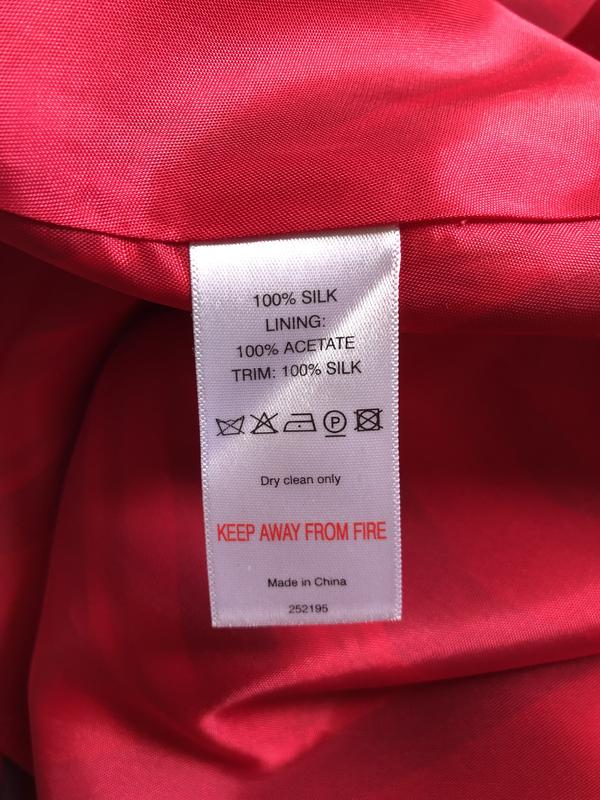 100% SILK
LINING:
100% ACETATE
TRIM: 100% SILK
P
Dry clean only
KEEP AWAY FROM FIRE
Made in China
252195